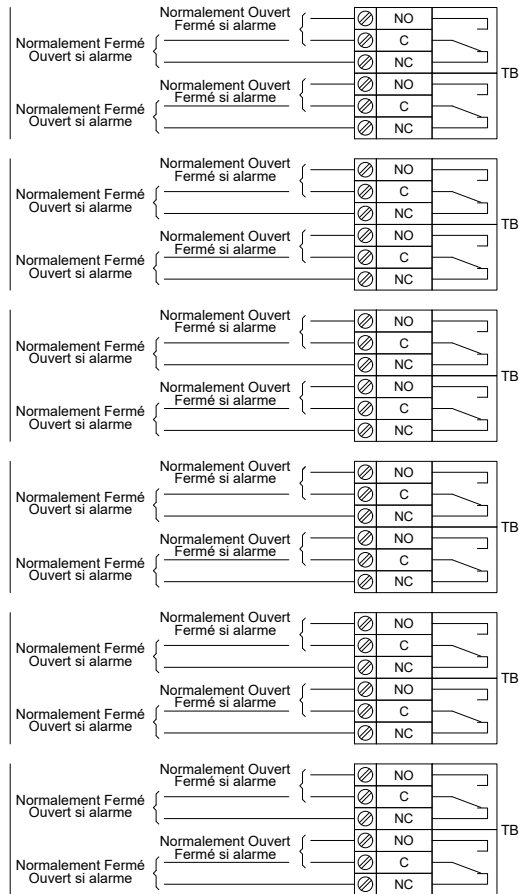 Normalement Ouvert
Fermé si alarme
NO
Normalement Fermé
Ouvert si alarme
C
NC
TB
Normalement Ouvert
Fermé si alarme
NO
Normalement Fermé
Ouvert si alarme
C
NC
Normalement Ouvert
Fermé si alarme
NO
Normalement Fermé
Ouvert si alarme
C
NC
TB
Normalement Ouvert
Fermé si alarme
NO
Normalement Fermé
Ouvert si alarme
C
NC
Normalement Ouvert
Fermé si alarme
NO
Normalement Fermé
Ouvert si alarme
C
NC
TB
Normalement Ouvert
Fermé si alarme
NO
Normalement Fermé
Ouvert si alarme
C
NC
Normalement Ouvert
Fermé si alarme
NO
Normalement Fermé
Ouvert si alarme
C
NC
TB
Normalement Ouvert
Fermé si alarme
NO
Normalement Fermé
Ouvert si alarme
C
NC
Normalement Ouvert
Fermé si alarme
NO
Normalement Fermé
Ouvert si alarme
C
NC
TB
Normalement Ouvert
Fermé si alarme
NO
Normalement Fermé
Ouvert si alarme
C
NC
Normalement Ouvert
Fermé si alarme
NO
Normalement Fermé
Ouvert si alarme
C
NC
TB
Normalement Ouvert
Fermé si alarme
NO
Normalement Fermé
Ouvert si alarme
C
NC